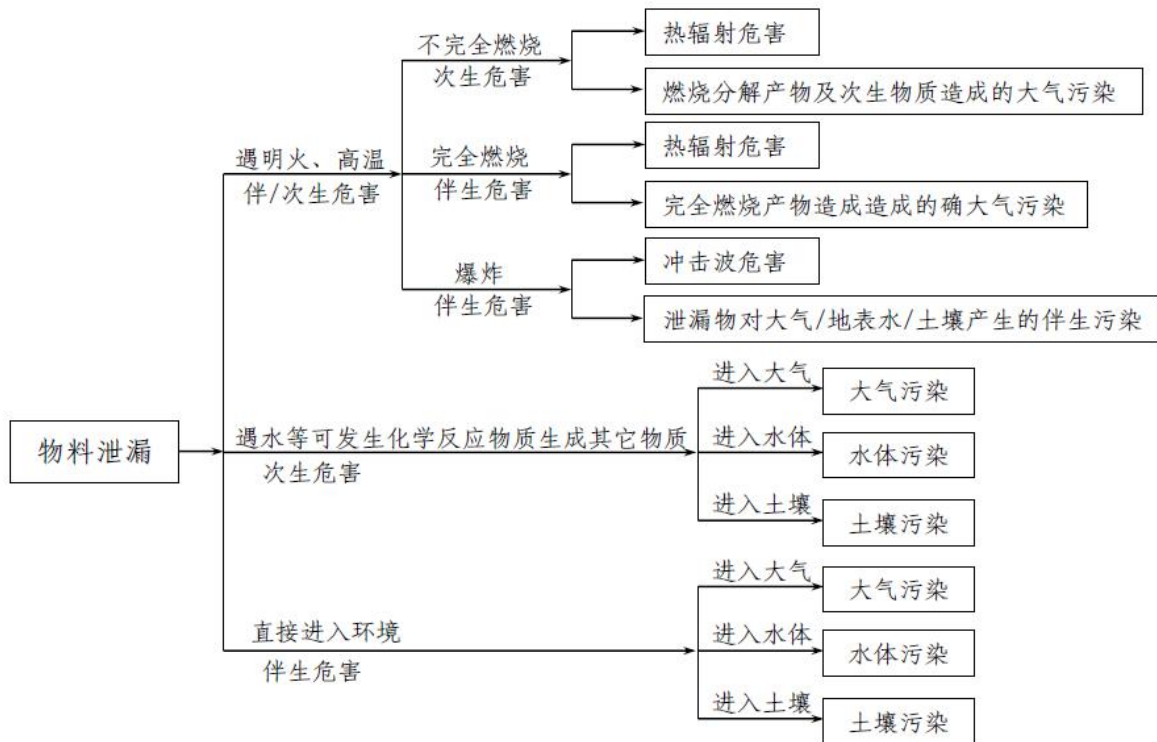 不完全燃烧
次生危害
热辐射危害
燃烧分解产物及次生物质造成的大气污染
遇明火、高温
伴/次生危害
完全燃烧
伴生危害
热辐射危害
完全燃烧产物造成造成的确大气污染
爆炸
伴生危害
冲击波危害
泄漏物对大气/地表水/土壤产生的伴生污染
物料泄漏
遇水等可发生化学反应物质生成其它物质
次生危害
进入大气
大气污染
进入水体
水体污染
进入土壤
土壤污染
直接进入环境
伴生危害
进入大气
大气污染
进入水体
水体污染
进入土壤
土壤污染